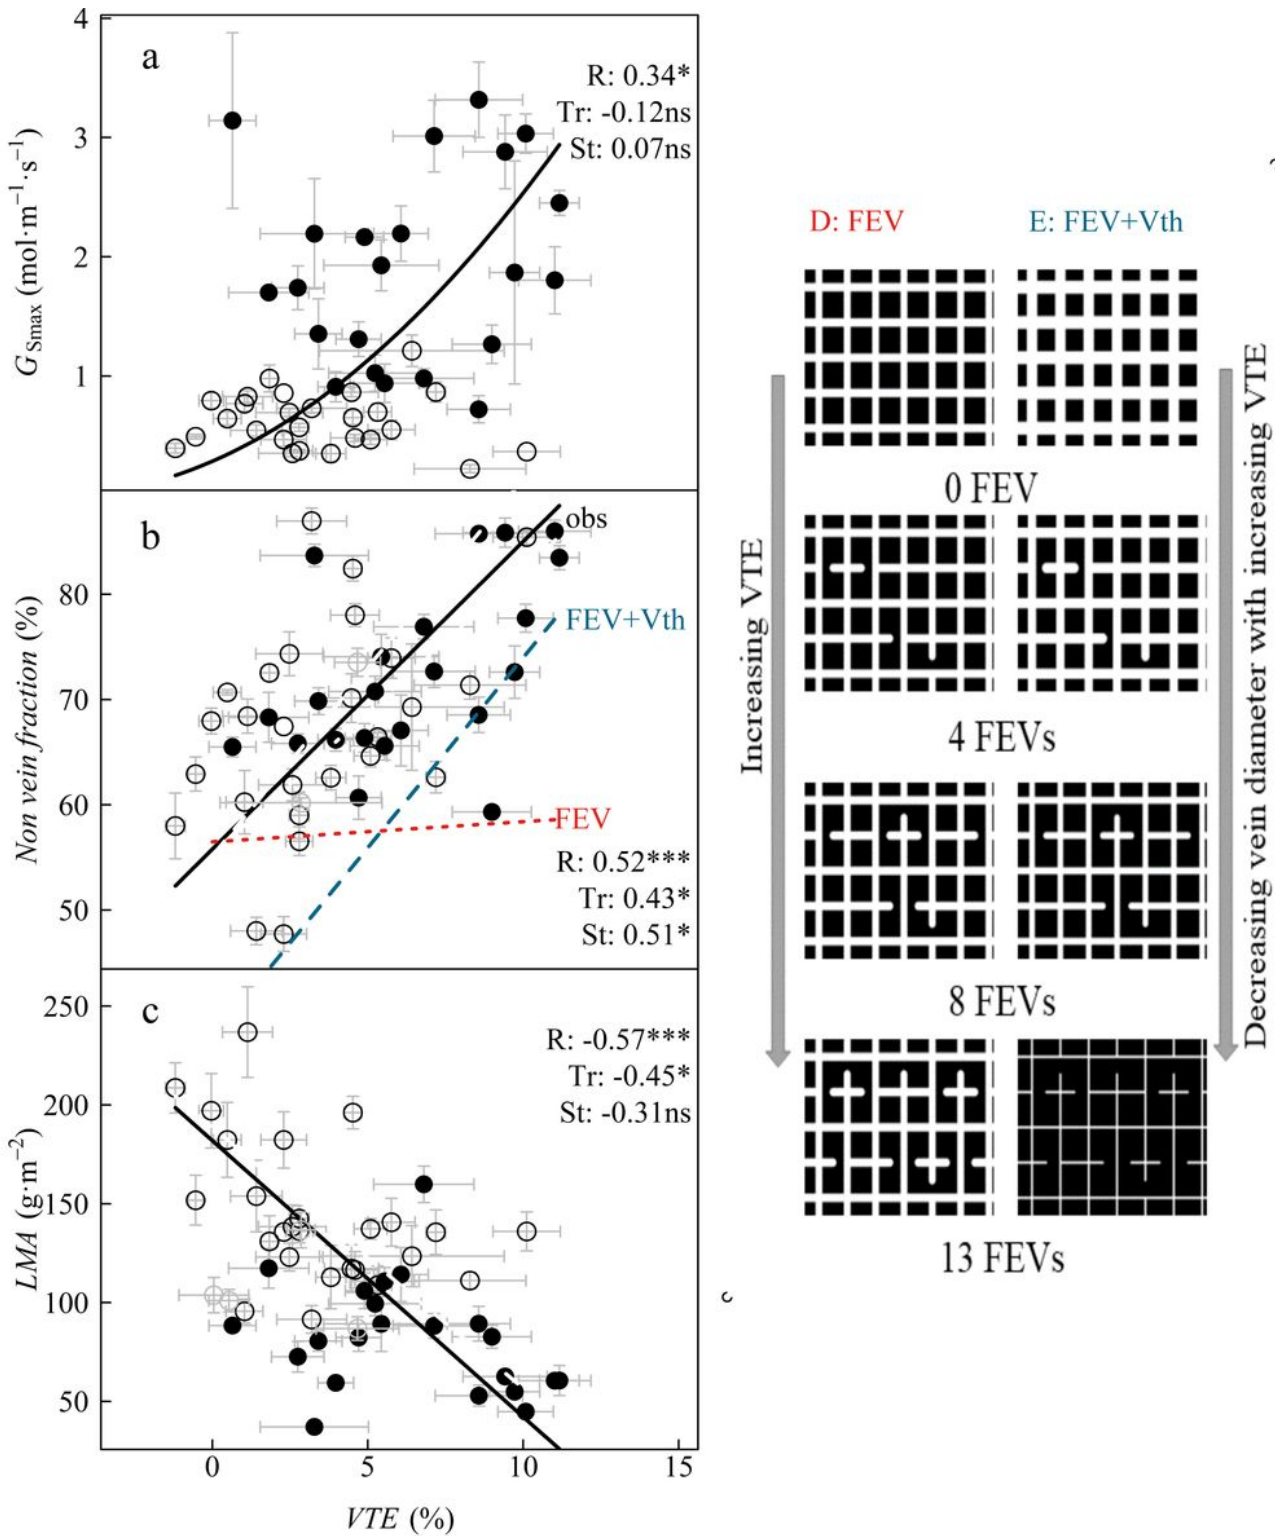 a
R: 0.34*
Tr: -0.12ns
St: 0.07ns
4
3
2
1
G Smax (mol·m−1·s−1)
b
obs
FEV+Vth
FEV
R: 0.52***
Tr: 0.43*
St: 0.51*
80
70
60
50
Non vein fraction (%)
c
R: -0.57***
Tr: -0.45*
St: -0.31ns
250
200
150
100
50
LMA (g·m−2)
0 5 10 15
VTE (%)
D: FEV
E: FEV+Vth
0 FEV
4 FEVs
8 FEVs
13 FEVs
Increasing VTE
Decreasing vein diameter with increasing VTE